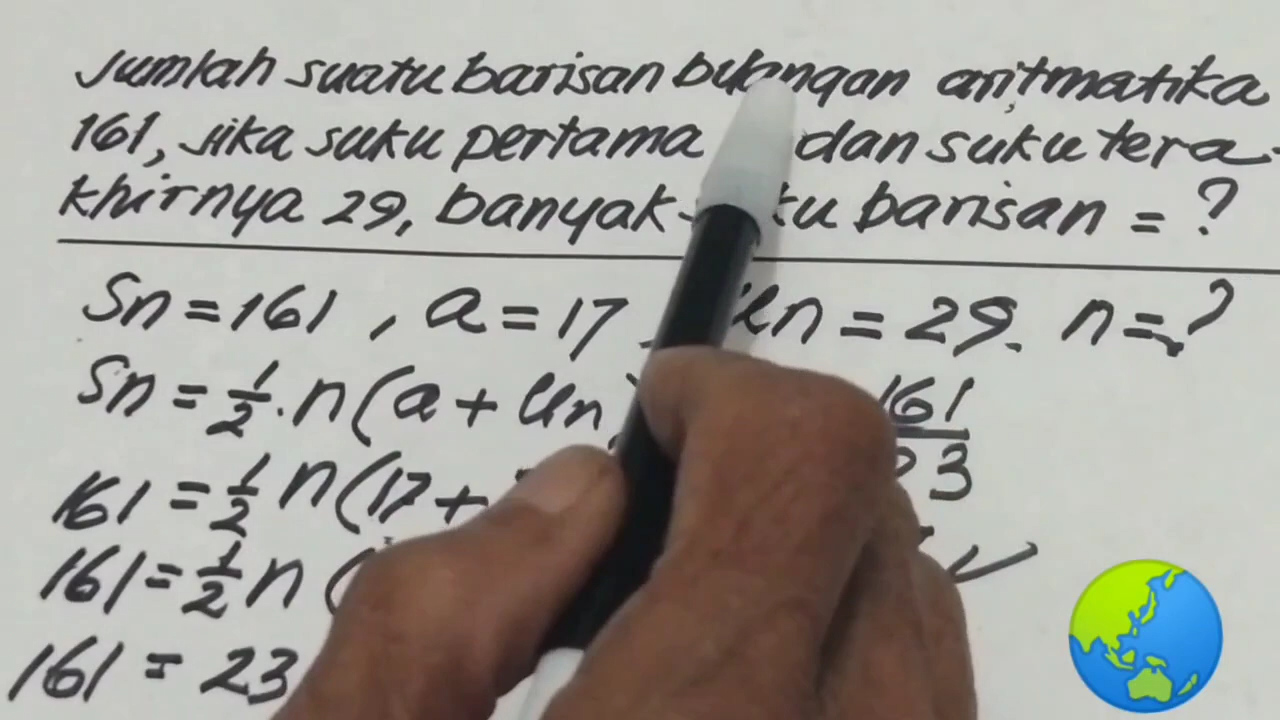 Jumlah suatu barisan bilangan aritmatika
161, jika suku pertama dan suku tera-
khirnya 29, banyak barisan = ?
Sn = 161 , a = 17 Un = 29. n = ?
Sn = 1/2 . n (a + Un
161 = 1/2 n (17 +
161 = 1/2 n (
161 = 23
161
23